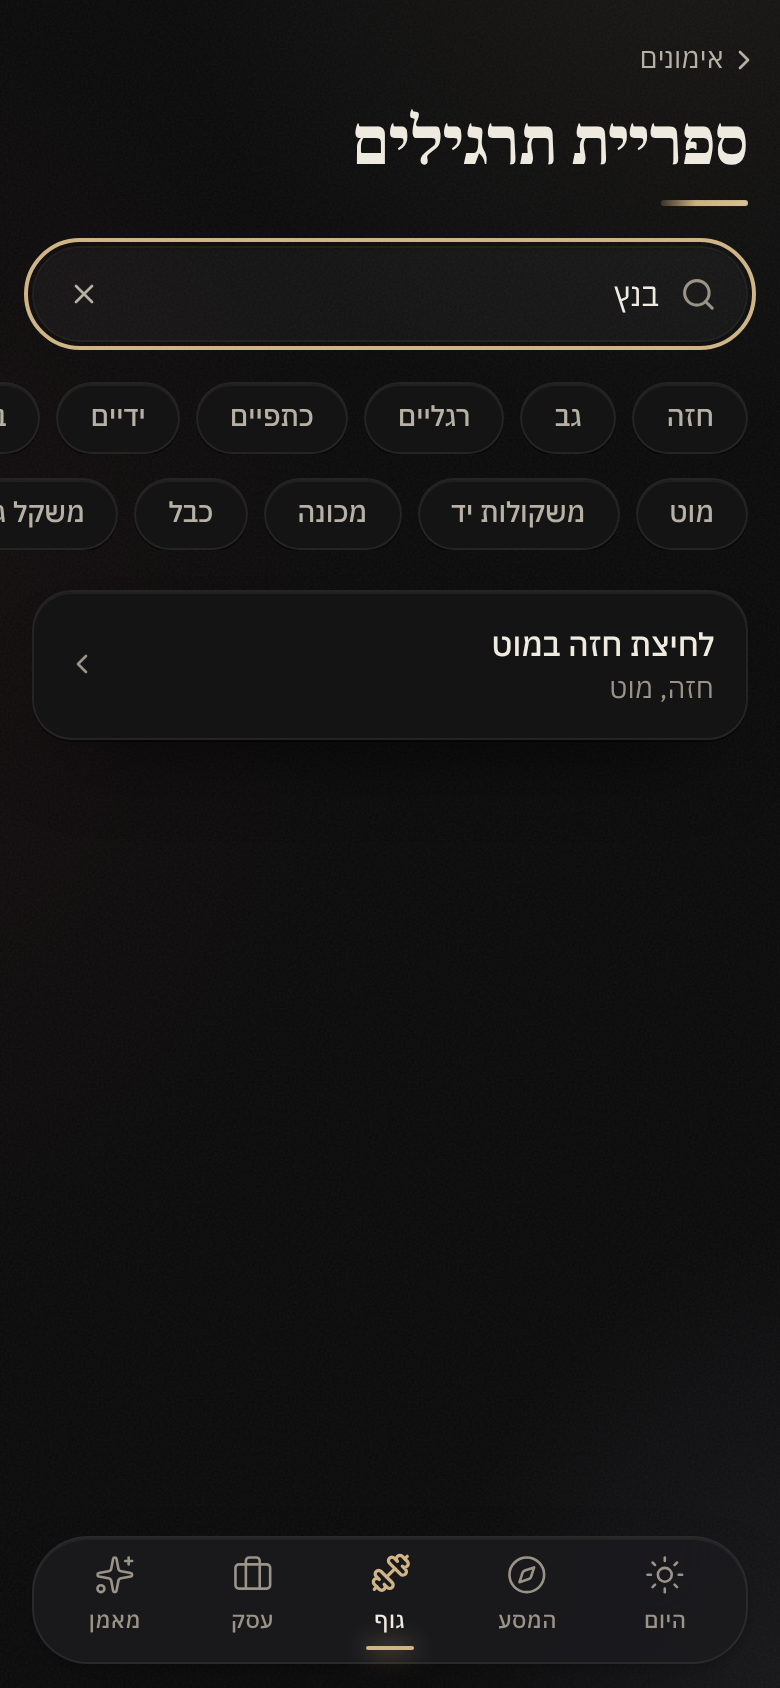 אימונים
ספריית תרגילים
בנץ
חזה גב רגליים כתפיים ידיים
מוט משקולות יד מכונה כבל משקל
לחיצת חזה במוט
חזה, מוט
היום המסע גוף עסק מאמן